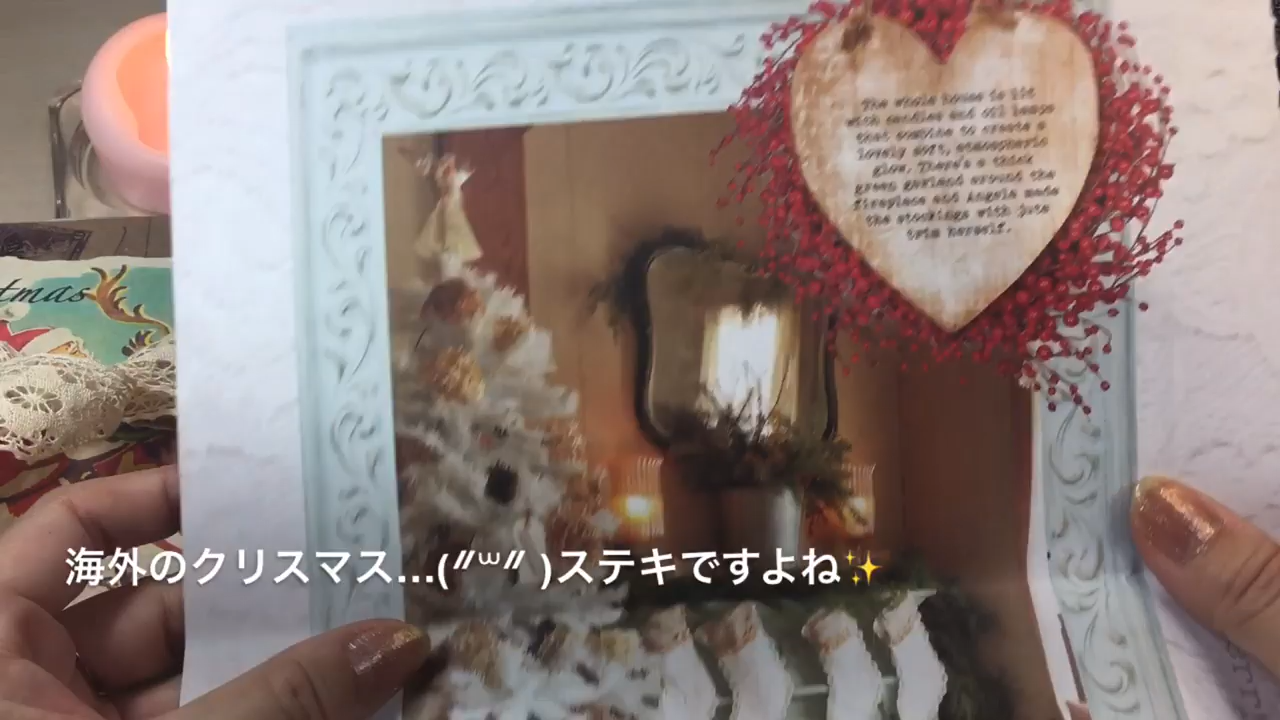 The whole house is lit
with candles and oil lamps
that combine to create a
lovely soft, atmospheric
glow. There's a thick
green garland around the
fireplace and Angela made
the stockings with jute
trim herself.
tmas
海外のクリスマス…(〃ω〃 )ステキですよね✨